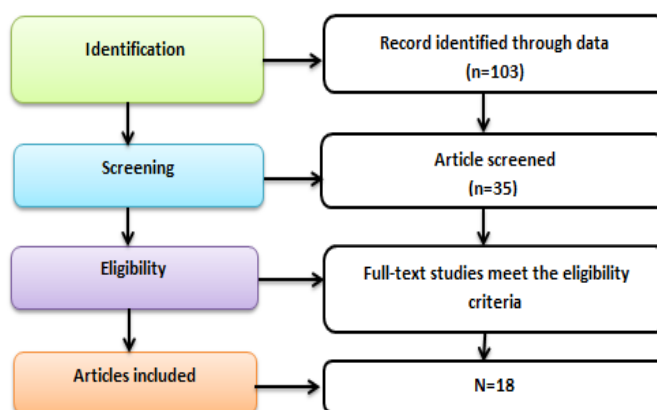 Identification
Record identified through data
(n=103)
Screening
Article screened
(n=35)
Eligibility
Full-text studies meet the eligibility
criteria
Articles included
N=18